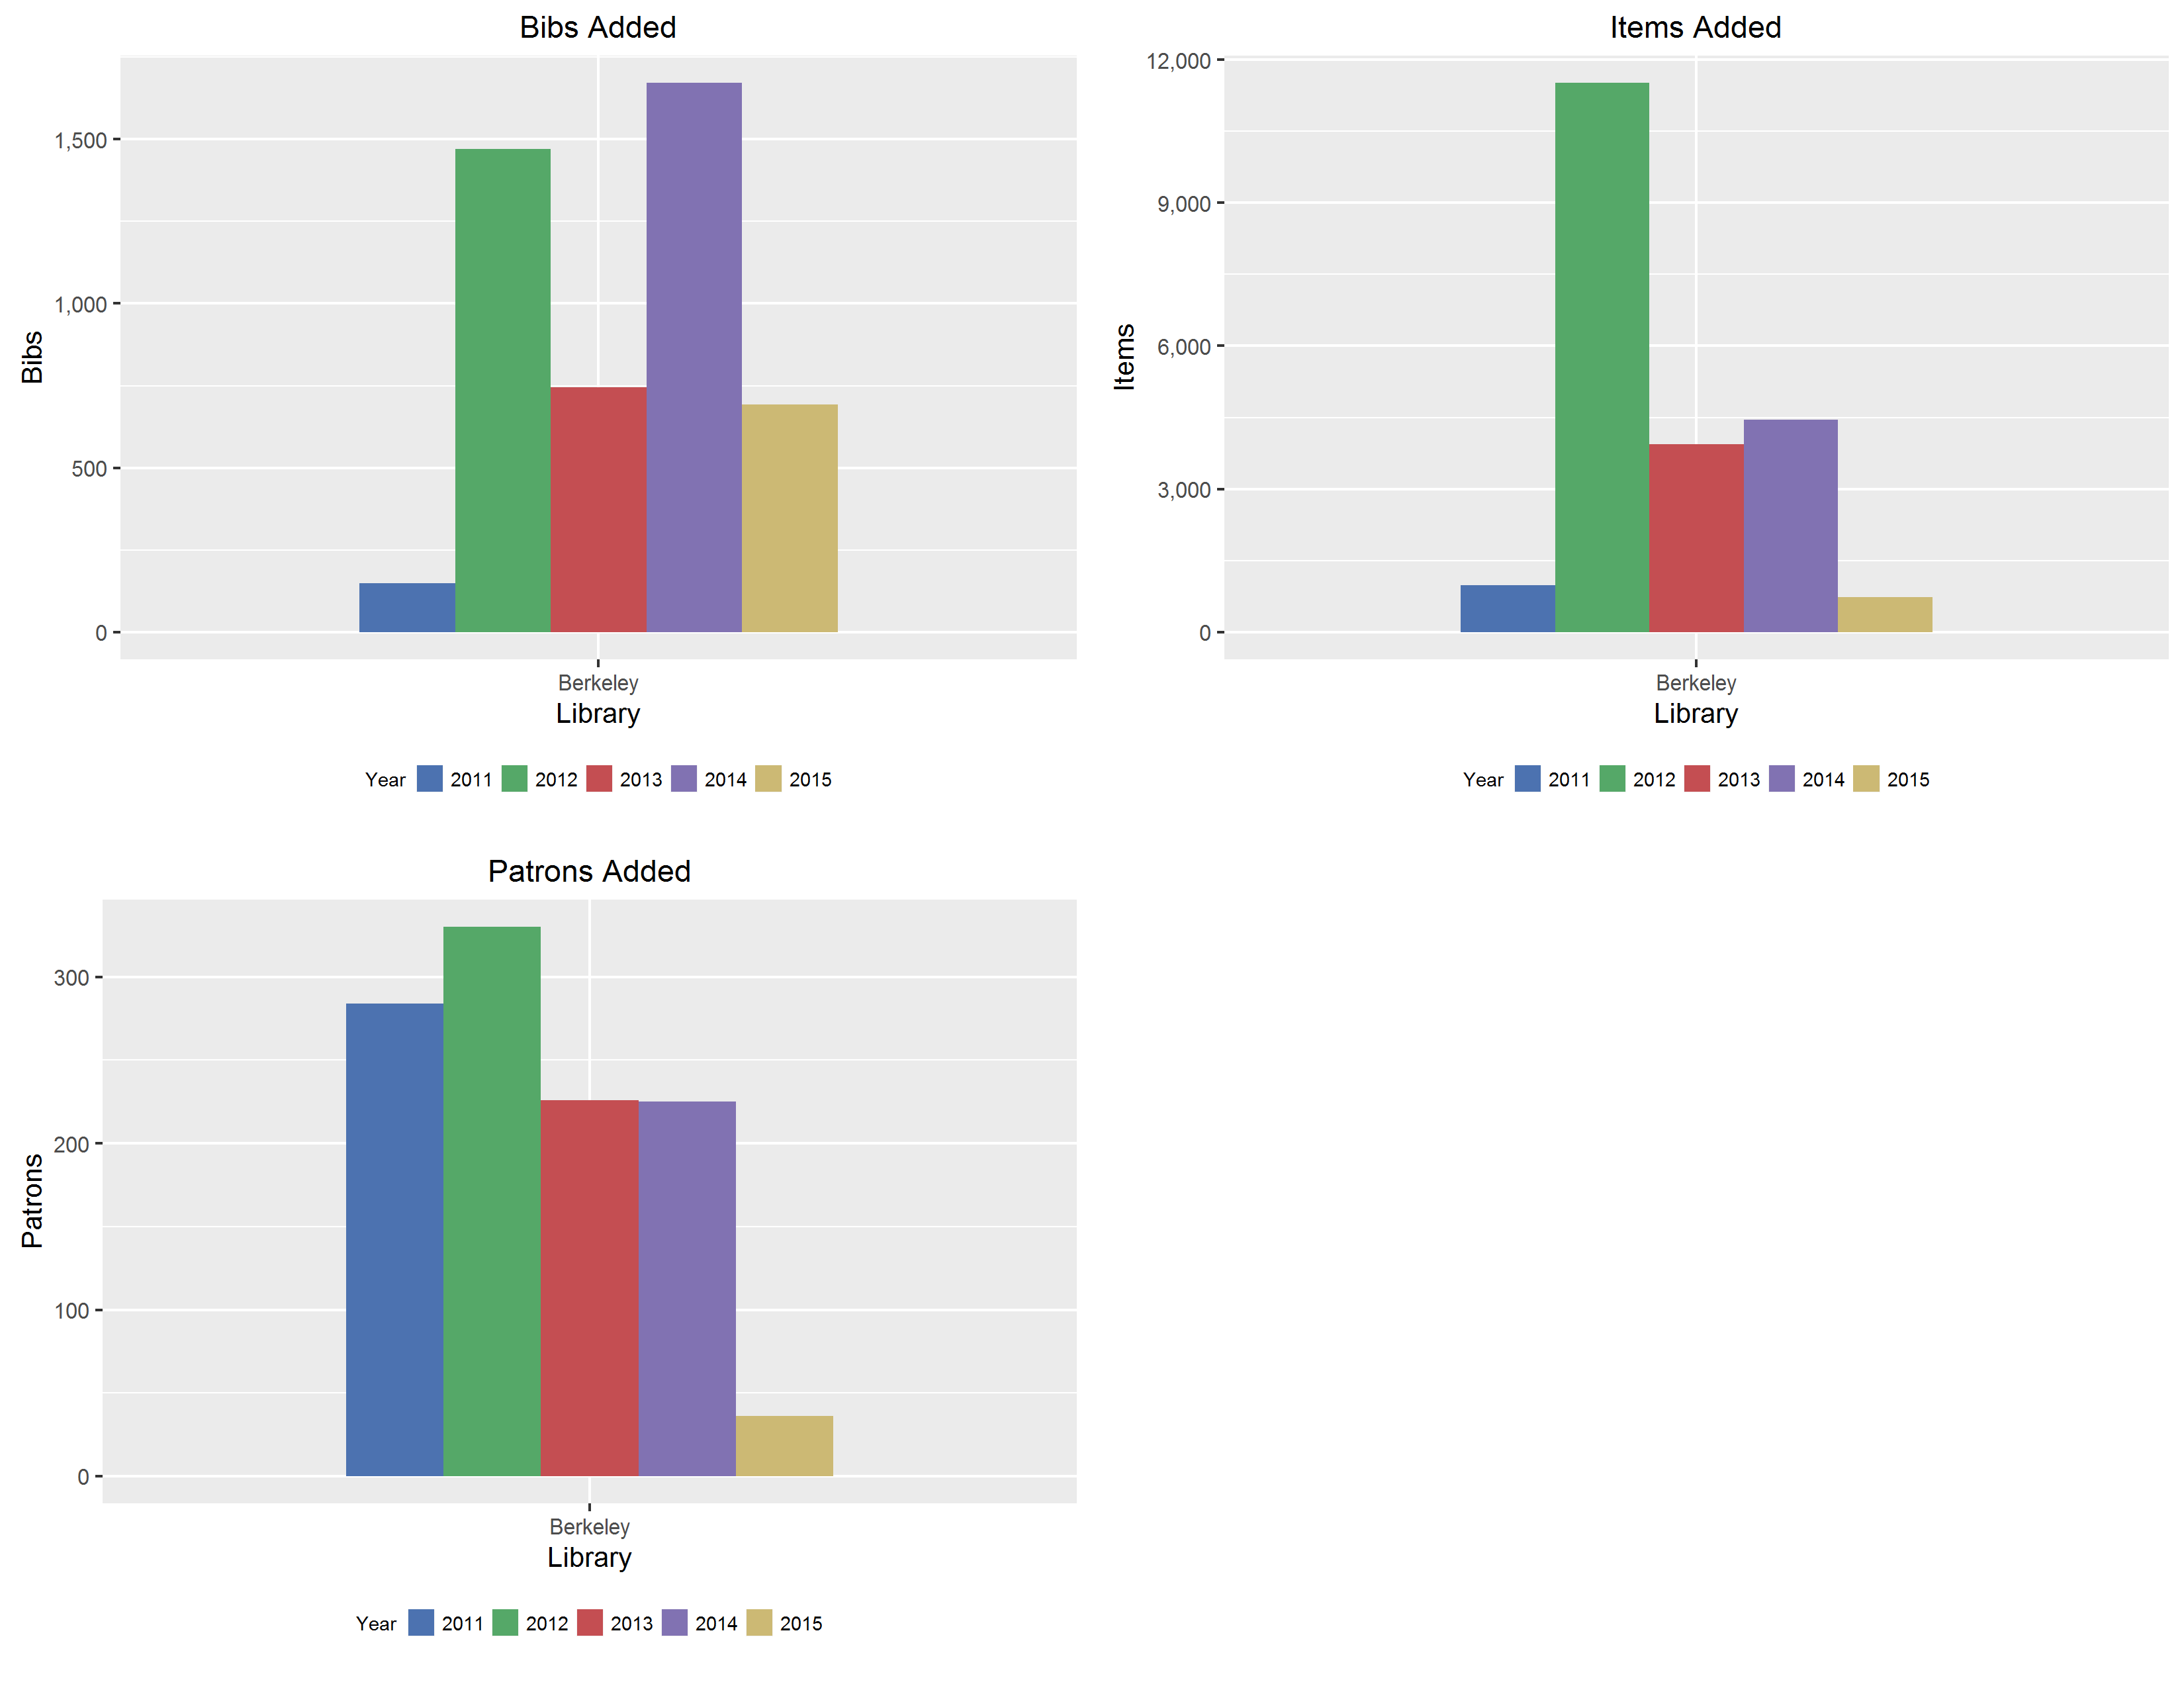 Bibs Added
1,500
1,000
500
0
Bibs
Berkeley
Library
Year 2011 2012 2013 2014 2015
Items Added
12,000
9,000
6,000
3,000
0
Items
Berkeley
Library
Year 2011 2012 2013 2014 2015
Patrons Added
300
200
100
0
Patrons
Berkeley
Library
Year 2011 2012 2013 2014 2015